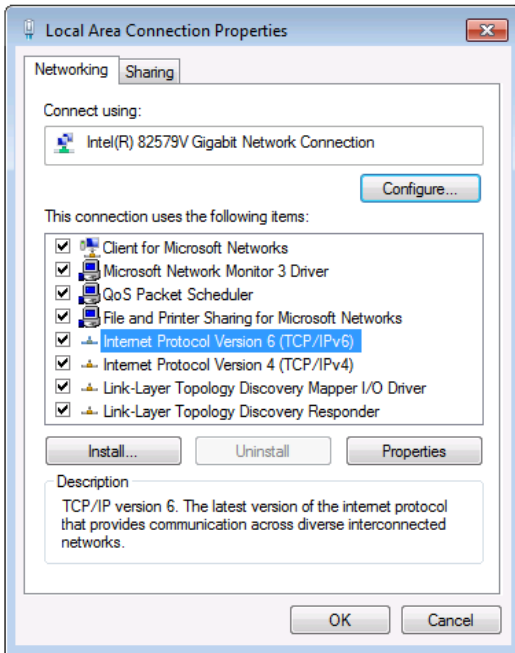 Local Area Connection Properties
Networking
Sharing
Connect using:
Intel(R) 82579V Gigabit Network Connection
Configure...
This connection uses the following items:
Client for Microsoft Networks
Microsoft Network Monitor 3 Driver
QoS Packet Scheduler
File and Printer Sharing for Microsoft Networks
Internet Protocol Version 6 (TCP/IPv6)
Internet Protocol Version 4 (TCP/IPv4)
Link-Layer Topology Discovery Mapper I/O Driver
Link-Layer Topology Discovery Responder
Install...
Uninstall
Properties
Description
TCP/IP version 6. The latest version of the internet protocol
that provides communication across diverse interconnected
networks.
OK
Cancel